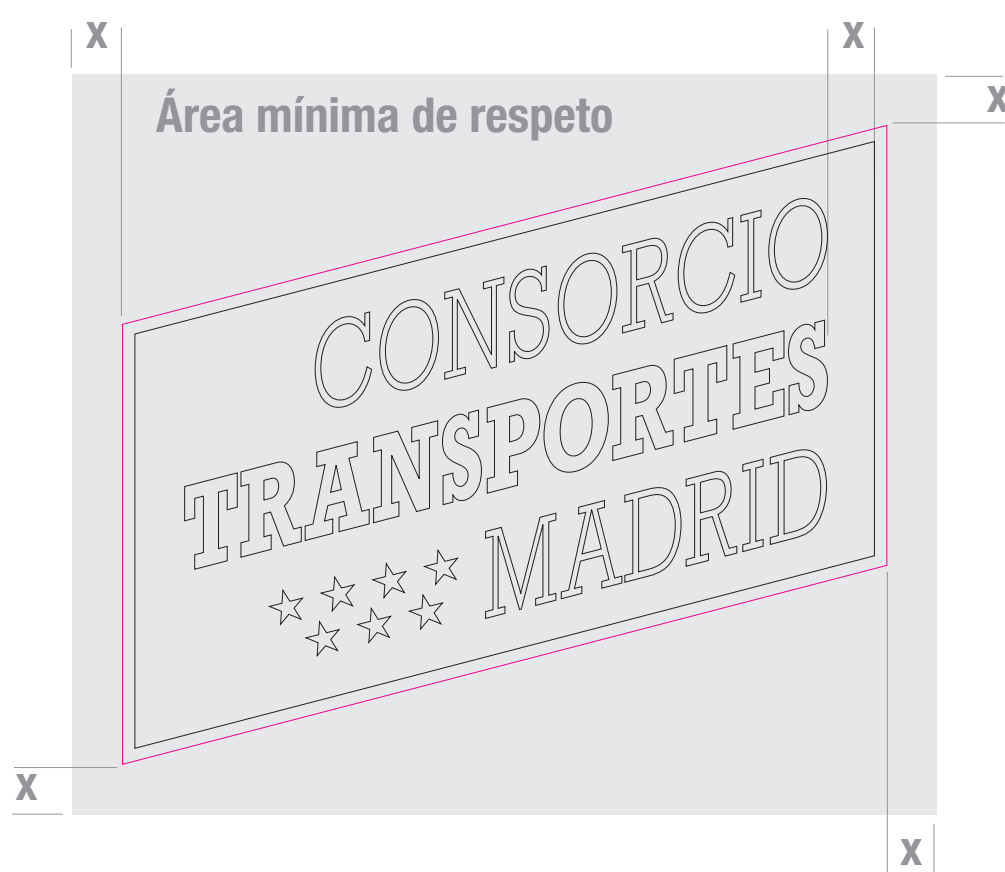 X X
X
Área mínima de respeto
CONSORCIO
TRANSPORTES
MADRID
X
X